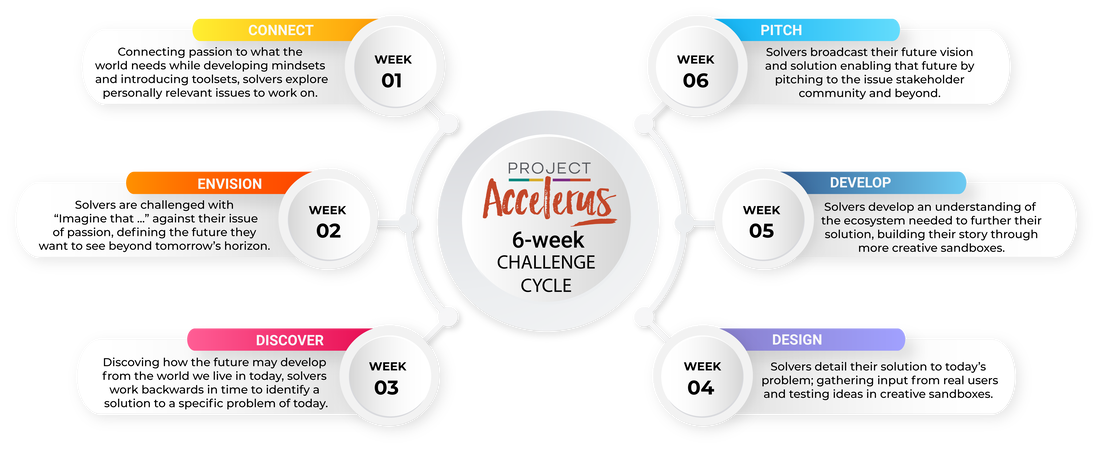 PROJECT
Accelerus
6-week
CHALLENGE
CYCLE
CONNECT
WEEK
01
Connecting passion to what the
world needs while developing mindsets
and introducing toolsets, solvers explore
personally relevant issues to work on.
ENVISION
WEEK
02
Solvers are challenged with
“Imagine that ...” against their issue
of passion, defining the future they
want to see beyond tomorrow’s horizon.
DISCOVER
WEEK
03
Discoving how the future may develop
from the world we live in today, solvers
work backwards in time to identify a
solution to a specific problem of today.
DESIGN
WEEK
04
Solvers detail their solution to today’s
problem; gathering input from real users
and testing ideas in creative sandboxes.
DEVELOP
WEEK
05
Solvers develop an understanding of
the ecosystem needed to further their
solution, building their story through
more creative sandboxes.
PITCH
WEEK
06
Solvers broadcast their future vision
and solution enabling that future by
pitching to the issue stakeholder
community and beyond.